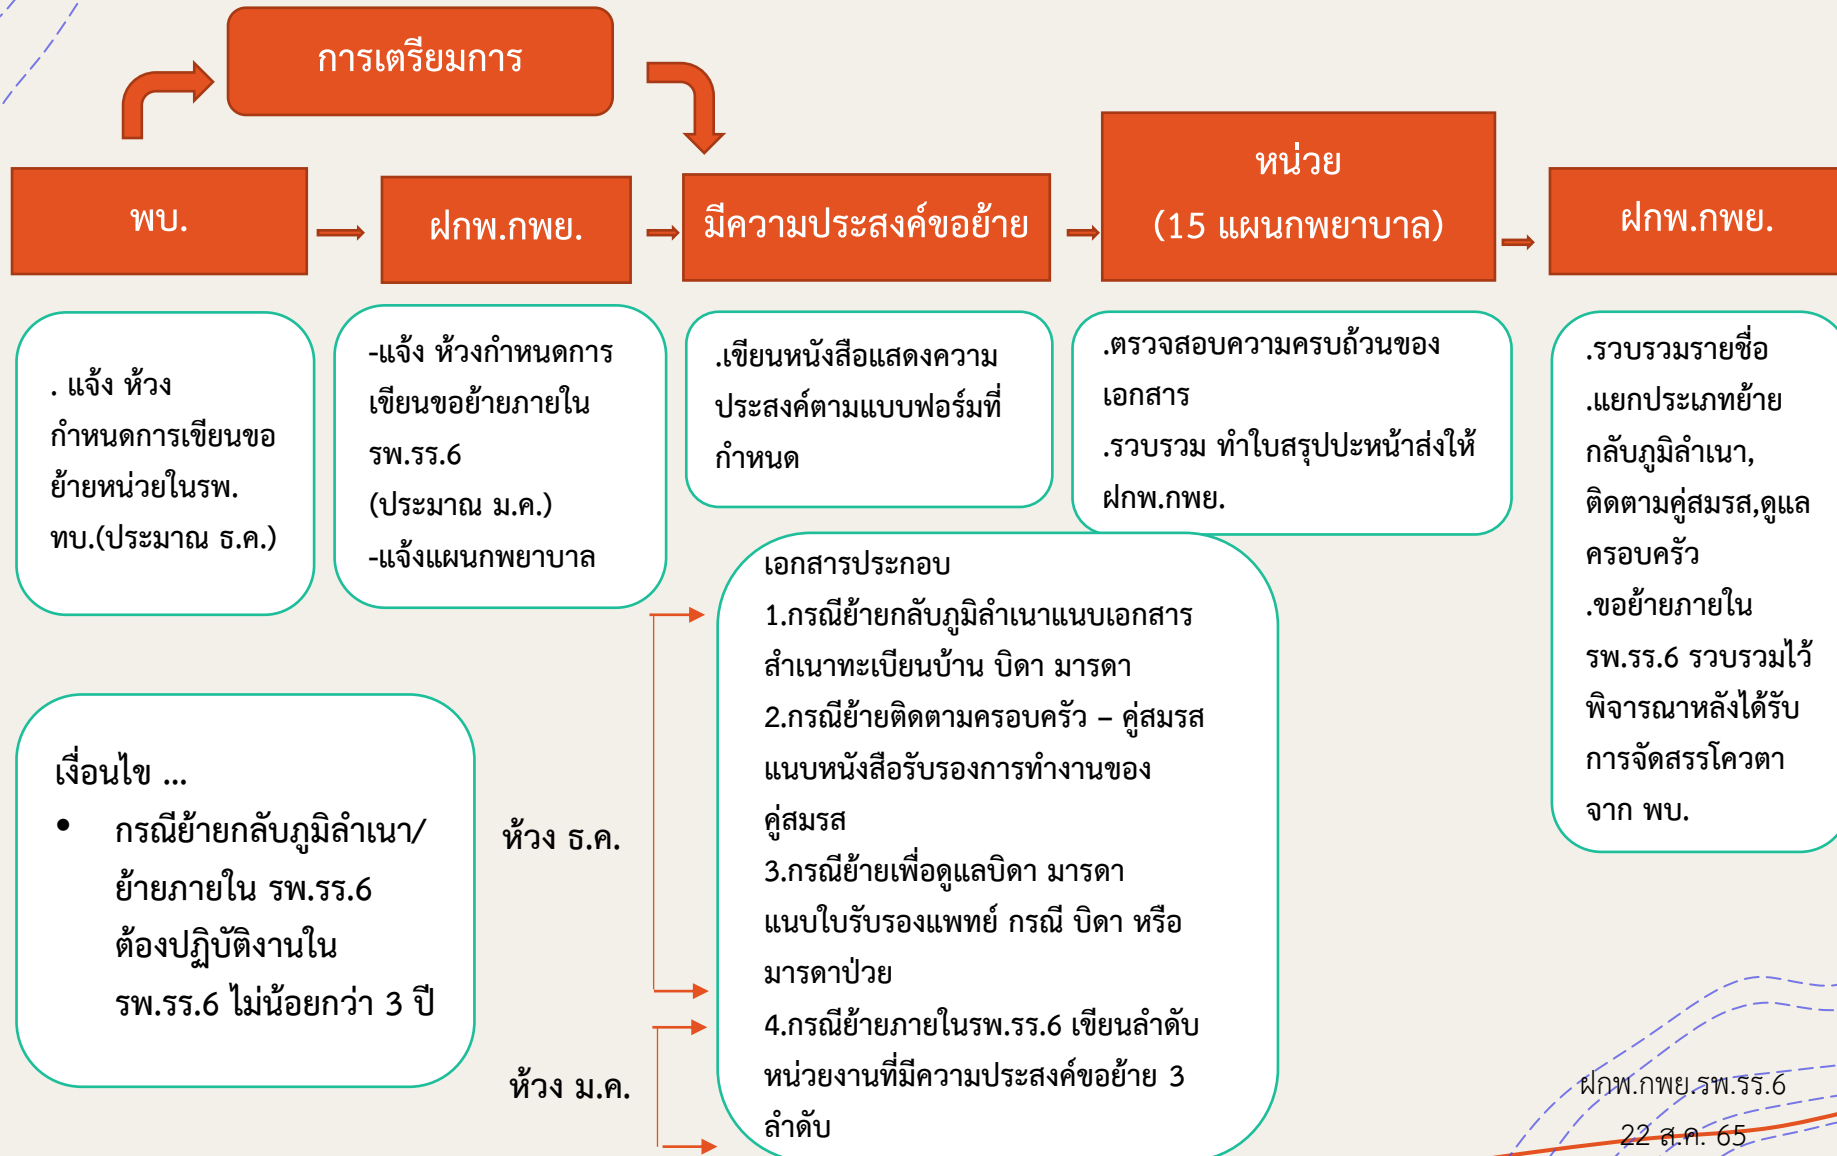 การเตรียมการ
พบ.
ฝกพ.กพย.
มีความประสงค์ขอย้าย
หน่วย
(15 แผนกพยาบาล)
ฝกพ.กพย.
. แจ้ง ห้วง
กำหนดการเขียนขอ
ย้ายหน่วยในรพ.
ทบ.(ประมาณ ธ.ค.)
-แจ้ง ห้วงกำหนดการ
เขียนขอย้ายภายใน
รพ.รร.6
(ประมาณ ม.ค.)
-แจ้งแผนกพยาบาล
.เขียนหนังสือแสดงความ
ประสงค์ตามแบบฟอร์มที่
กำหนด
.ตรวจสอบความครบถ้วนของ
เอกสาร
.รวบรวม ทำใบสรุปปะหน้าส่งให้
ฝกพ.กพย.
.รวบรวมรายชื่อ
.แยกประเภทย้าย
กลับภูมิลำเนา,
ติดตามคู่สมรส,ดูแล
ครอบครัว
.ขอย้ายภายใน
รพ.รร.6 รวบรวมไว้
พิจารณาหลังได้รับ
การจัดสรรโควตา
จาก พบ.
เงื่อนไข ...
• กรณีย้ายกลับภูมิลำเนา/
ย้ายภายใน รพ.รร.6
ต้องปฏิบัติงานใน
รพ.รร.6 ไม่น้อยกว่า 3 ปี
ห้วง ธ.ค.
ห้วง ม.ค.
เอกสารประกอบ
1.กรณีย้ายกลับภูมิลำเนาแนบเอกสาร
สำเนาทะเบียนบ้าน บิดา มารดา
2.กรณีย้ายติดตามครอบครัว – คู่สมรส
แนบหนังสือรับรองการทำงานของ
คู่สมรส
3.กรณีย้ายเพื่อดูแลบิดา มารดา
แนบใบรับรองแพทย์ กรณี บิดา หรือ
มารดาป่วย
4.กรณีย้ายภายในรพ.รร.6 เขียนลำดับ
หน่วยงานที่มีความประสงค์ขอย้าย 3
ลำดับ
ฝกพ.กพย.รพ.รร.6
22 ส.ค. 65